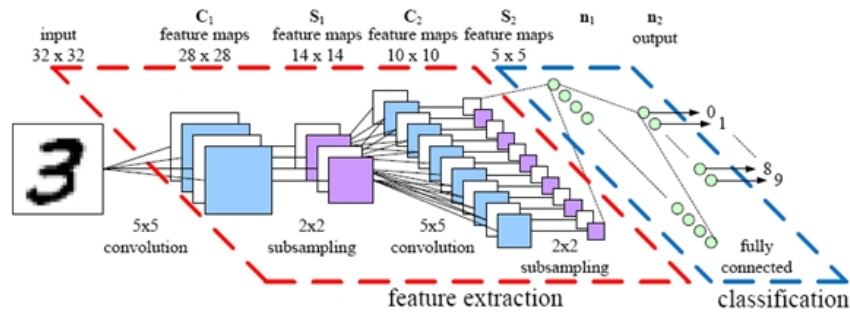 input
32 x 32
C1
feature maps
28 x 28
S1
feature maps
14 x 14
C2
feature maps
10 x 10
S2
feature maps
5 x 5
n1
n2
output
0
1
8
9
5x5
convolution
2x2
subsampling
5x5
convolution
2x2
subsampling
fully
connected
feature extraction
classification